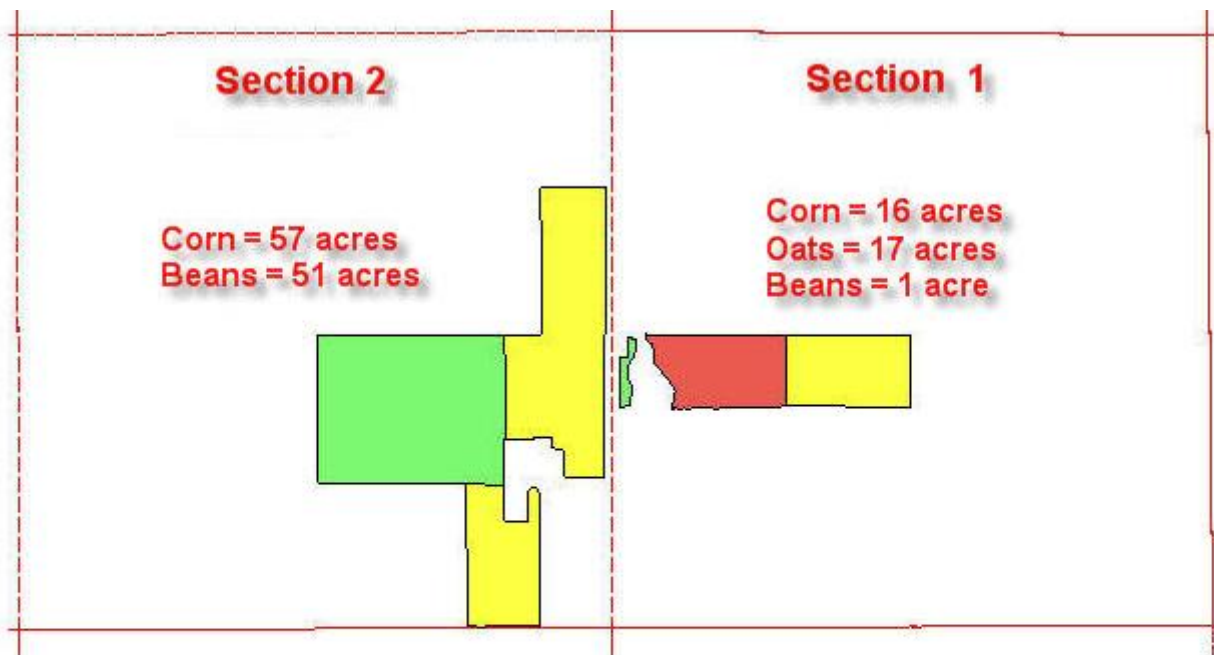 Section 2
Section 1
Corn = 57 acres
Beans = 51 acres
Corn = 16 acres
Oats = 17 acres
Beans = 1 acre